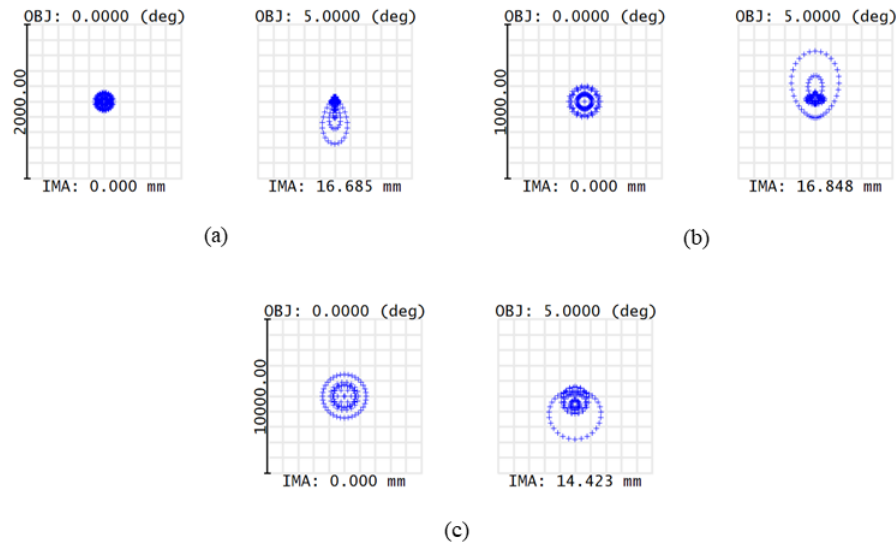 OBJ: 0.0000 (deg)
OBJ: 5.0000 (deg)
2000.00
IMA: 0.000 mm
IMA: 16.685 mm
(a)
OBJ: 0.0000 (deg)
OBJ: 5.0000 (deg)
1000.00
IMA: 0.000 mm
IMA: 16.848 mm
(b)
OBJ: 0.0000 (deg)
OBJ: 5.0000 (deg)
10000.00
IMA: 0.000 mm
IMA: 14.423 mm
(c)